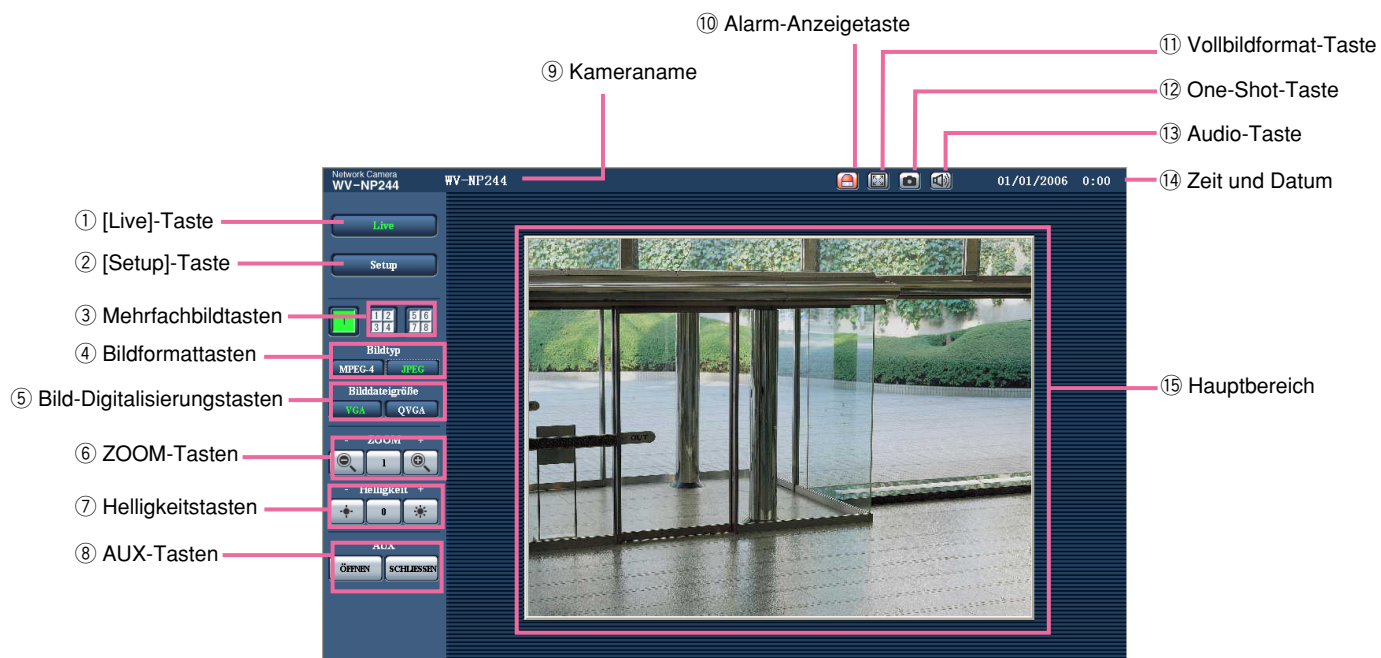 ⑩ Alarm-Anzeigetaste
⑪ Vollbildformat-Taste
⑨ Kameraname
⑫ One-Shot-Taste
⑬ Audio-Taste
Network Camera
WV-NP244
WV-NP244
01/01/2006 0:00
⑭ Zeit und Datum
① [Live]-Taste
Live
② [Setup]-Taste
Setup
③ Mehrfachbildtasten
1
1 2
3 4
5 6
7 8
④ Bildformattasten
Bildtyp
MPEG-4 JPEG
⑤ Bild-Digitalisierungstasten
Bilddateigröße
VGA QVGA
⑮ Hauptbereich
⑥ ZOOM-Tasten
- ZOOM +
1
OUT
⑦ Helligkeitstasten
- Helligkeit +
0
⑧ AUX-Tasten
AUX
ÖFFNEN SCHLIESSEN